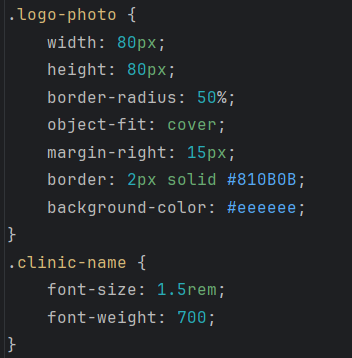 .logo-photo {
    width: 80px;
    height: 80px;
    border-radius: 50%;
    object-fit: cover;
    margin-right: 15px;
    border: 2px solid #810B0B;
    background-color: #eeeeee;
}
.clinic-name {
    font-size: 1.5rem;
    font-weight: 700;
}